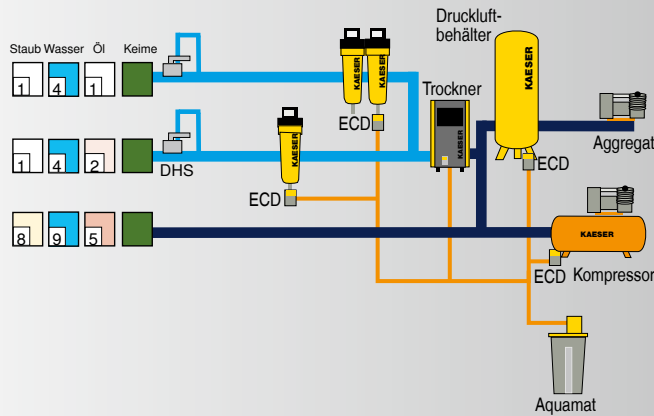 Druckluft-
behälter
Staub Wasser Öl Keime
1 4 1
KAESER
KAESER
KAESER
Trockner
ECD
KAESER
Aggregat
1 4 2
DHS
KAESER
ECD
ECD
8 9 5
KAESER
ECD
Kompressor
Aquamat